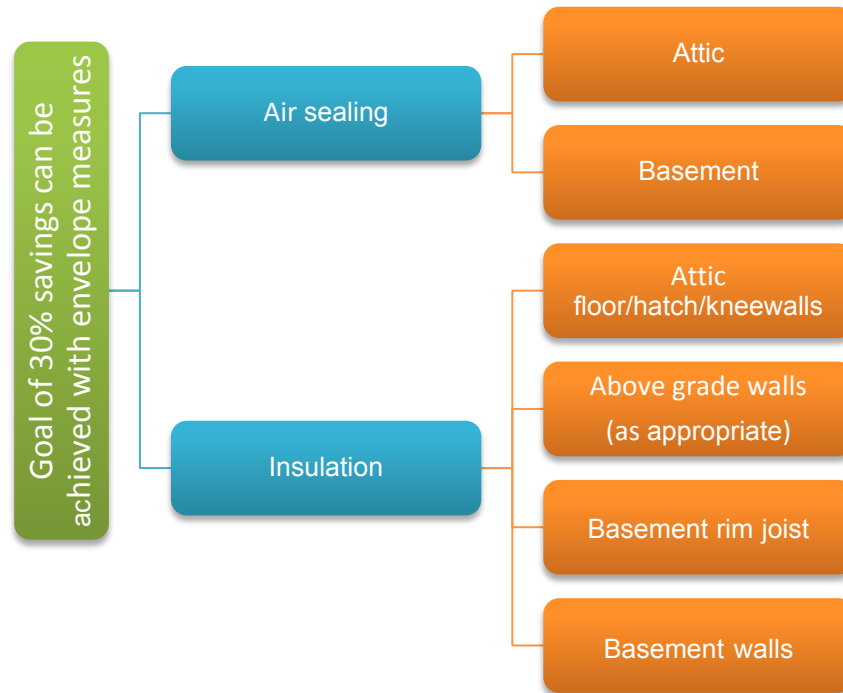 Goal of 30% savings can be
achieved with envelope measures
Air sealing
Attic
Basement
Insulation
Attic
floor/hatch/kneewalls
Above grade walls
(as appropriate)
Basement rim joist
Basement walls